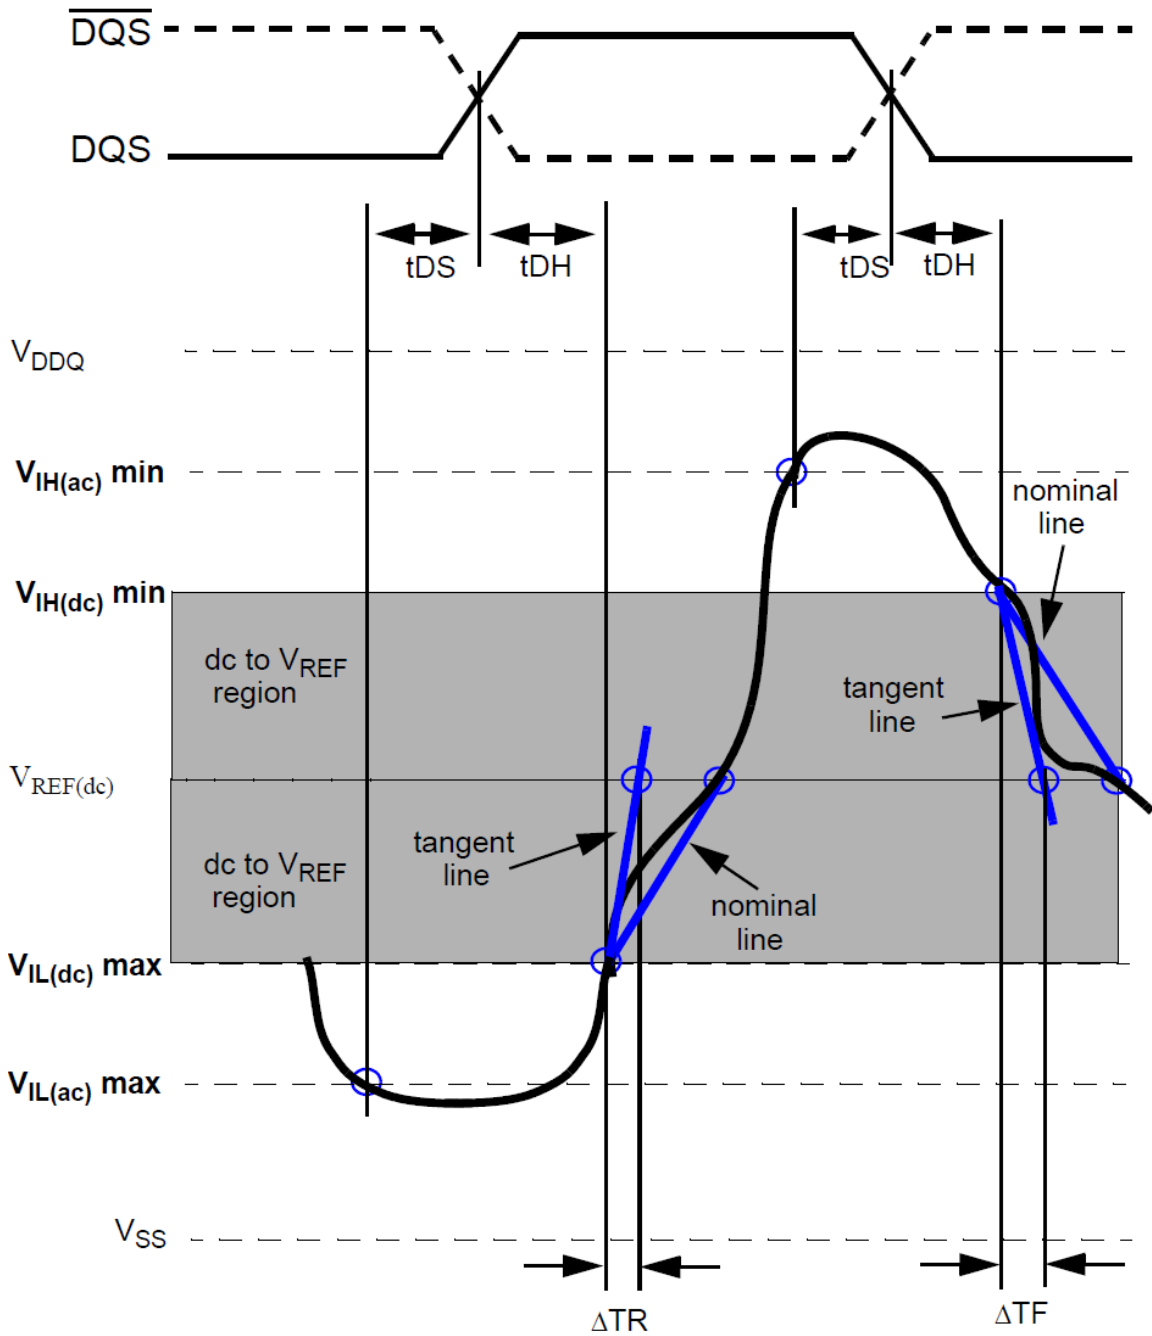 DQS
DQS
tDS
tDH
tDS
tDH
VDDQ
VIH(ac) min
nominal
line
VIH(dc) min
dc to VREF
region
tangent
line
VREF(dc)
tangent
line
dc to VREF
region
nominal
line
VIL(dc) max
VIL(ac) max
VSS
ΔTR
ΔTF